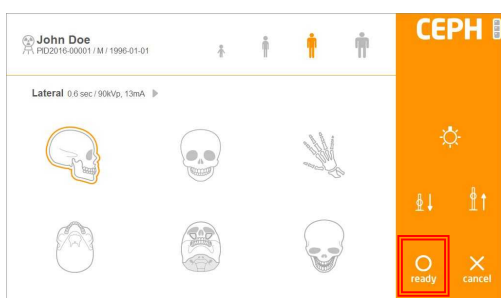 John Doe
PID2016-00001 / M / 1996-01-01
CEPH
Lateral 0.6 sec / 90kVp, 13mA
ready
cancel